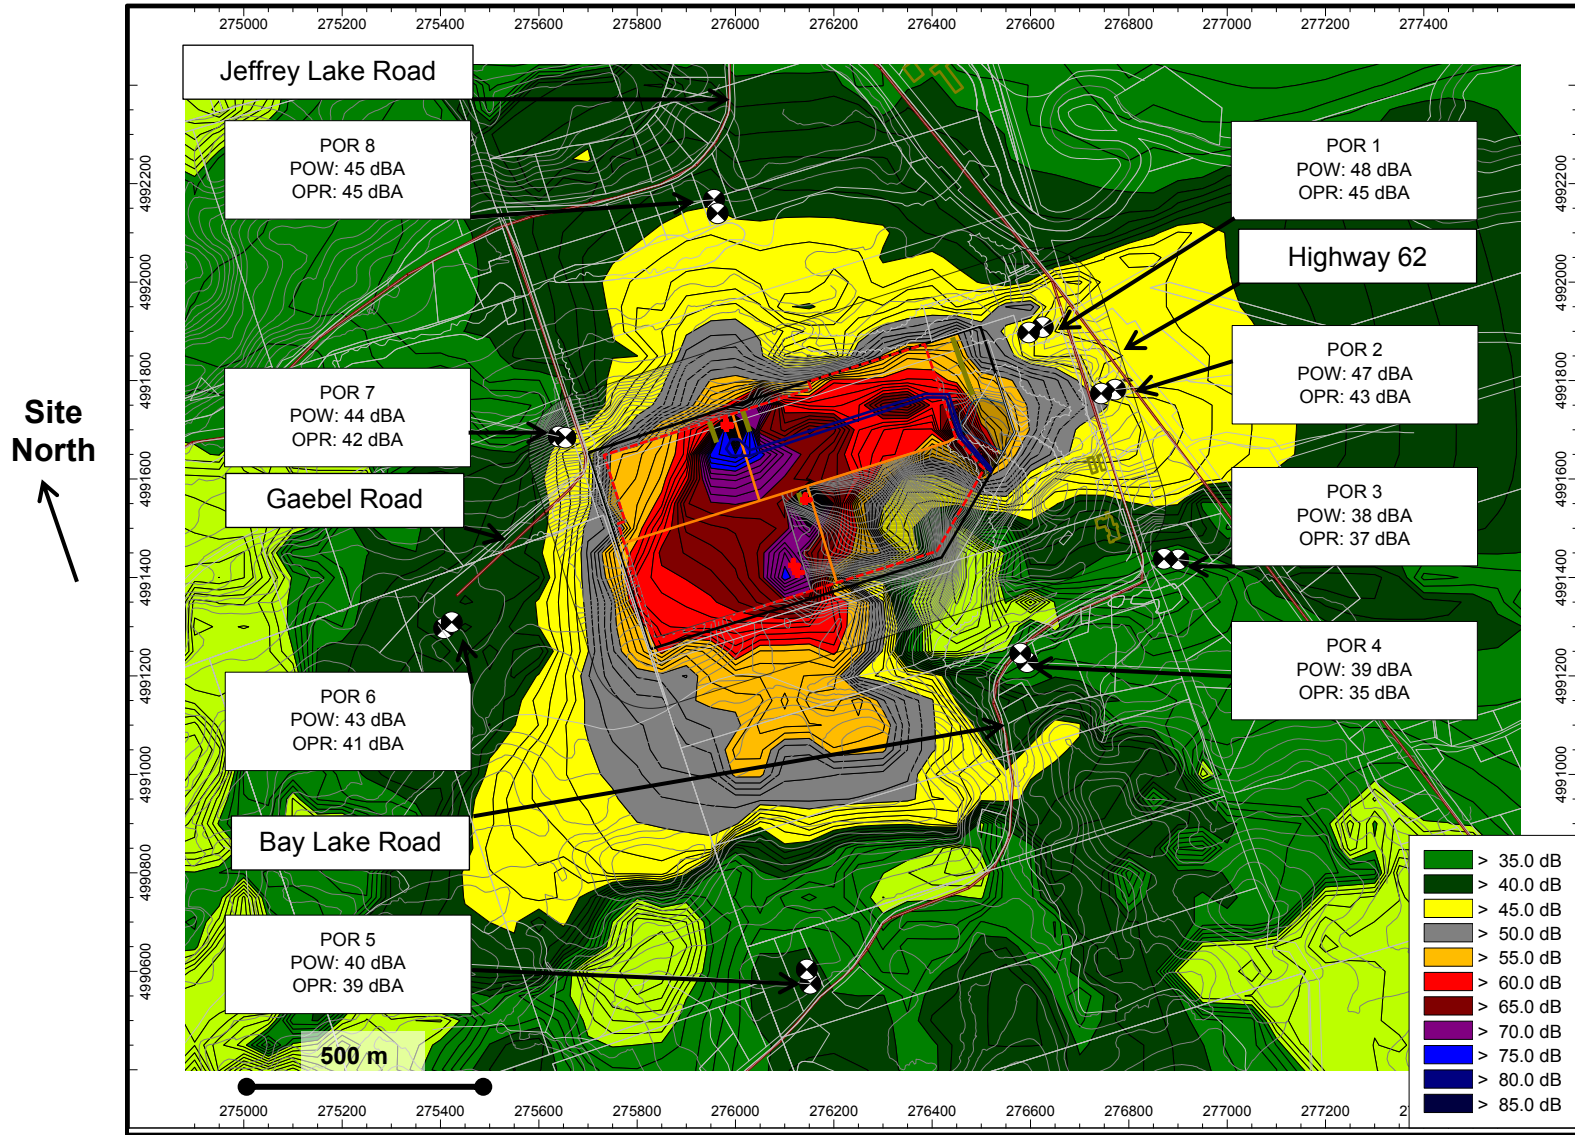 275000 275200 275400 275600 275800 276000 276200 276400 276600 276800 277000 277200 277400
Jeffrey Lake Road
POR 8
POW: 45 dBA
OPR: 45 dBA
POR 1
POW: 48 dBA
OPR: 45 dBA
Highway 62
POR 2
POW: 47 dBA
OPR: 43 dBA
POR 7
POW: 44 dBA
OPR: 42 dBA
Site
North
Gaebel Road
POR 3
POW: 38 dBA
OPR: 37 dBA
POR 4
POW: 39 dBA
OPR: 35 dBA
POR 6
POW: 43 dBA
OPR: 41 dBA
Bay Lake Road
POR 5
POW: 40 dBA
OPR: 39 dBA
500 m
4992200
4992000
4991800
4991600
4991400
4991200
4991000
4990800
4990600
4992200
4992000
4991800
4991600
4991400
4991200
4991000
> 35.0 dB
> 40.0 dB
> 45.0 dB
> 50.0 dB
> 55.0 dB
> 60.0 dB
> 65.0 dB
> 70.0 dB
> 75.0 dB
> 80.0 dB
> 85.0 dB
275000 275200 275400 275600 275800 276000 276200 276400 276600 276800 277000 277200